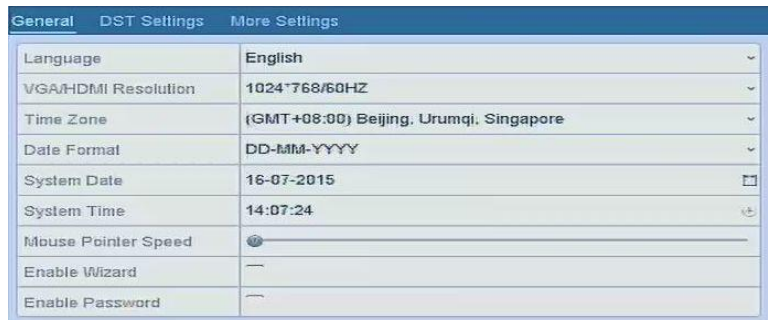 General DST Settings More Settings
Language English
VGA/HDMI Resolution 1024*768/60HZ
Time Zone (GMT+08:00) Beijing, Urumqi, Singapore
Date Format DD-MM-YYYY
System Date 16-07-2015
System Time 14:07:24
Mouse Pointer Speed
Enable Wizard
Enable Password